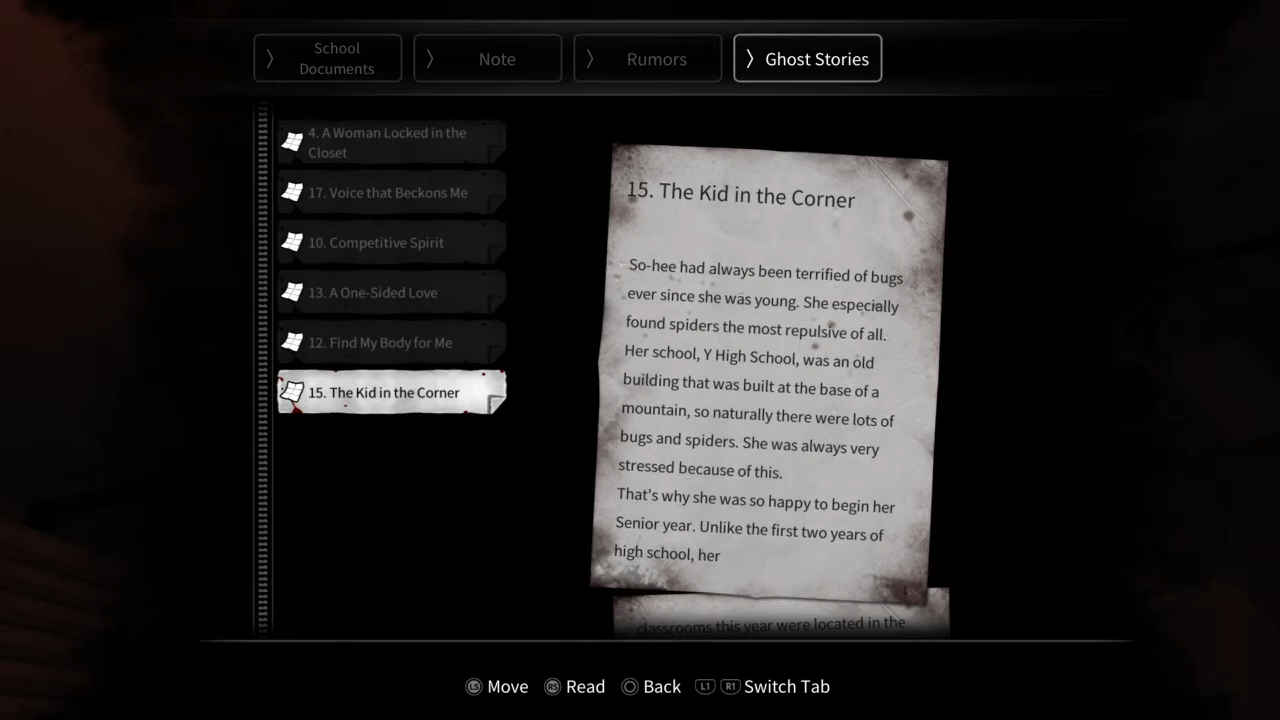 School
Documents
Note
Rumors
Ghost Stories
4. A Woman Locked in the
Closet
17. Voice that Beckons Me
10. Competitive Spirit
13. A One-Sided Love
12. Find My Body for Me
15. The Kid in the Corner
15. The Kid in the Corner
So-hee had always been terrified of bugs
ever since she was young. She especially
found spiders the most repulsive of all.
Her school, Y High School, was an old
building that was built at the base of a
mountain, so naturally there were lots of
bugs and spiders. She was always very
stressed because of this.
That's why she was so happy to begin her
Senior year. Unlike the first two years of
high school, her
classrooms this year were located in the
LS Move
RS Read
Back
L1 R1 Switch Tab